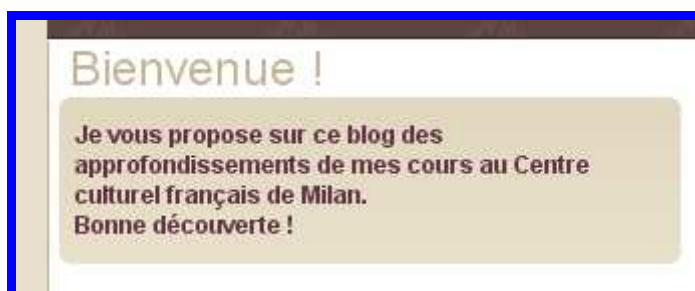 Bienvenue !
Je vous propose sur ce blog des
approfondissements de mes cours au Centre
culturel français de Milan.
Bonne découverte !